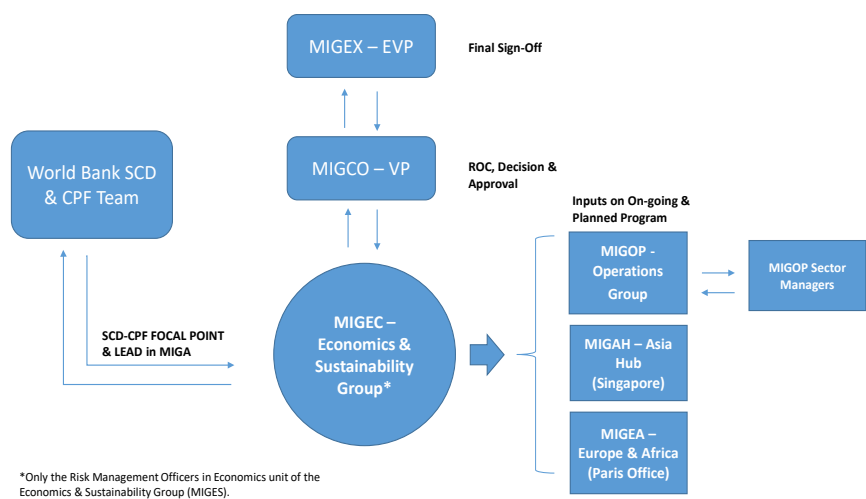 MIGEX – EVP
Final Sign-Off
World Bank SCD
& CPF Team
MIGCO – VP
ROC, Decision &
Approval
Inputs on On-going &
Planned Program
MIGOP -
Operations
Group
MIGOP Sector
Managers
SCD-CPF FOCAL POINT
& LEAD in MIGA
MIGEC –
Economics &
Sustainability
Group*
MIGAH – Asia
Hub
(Singapore)
MIGEA –
Europe & Africa
(Paris Office)
*Only the Risk Management Officers in Economics unit of the
Economics & Sustainability Group (MIGES).